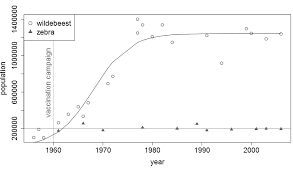 wildebeest
zebra
population
200000
600000
1000000
1400000
vaccination campaign
1960
1970
1980
1990
2000
year